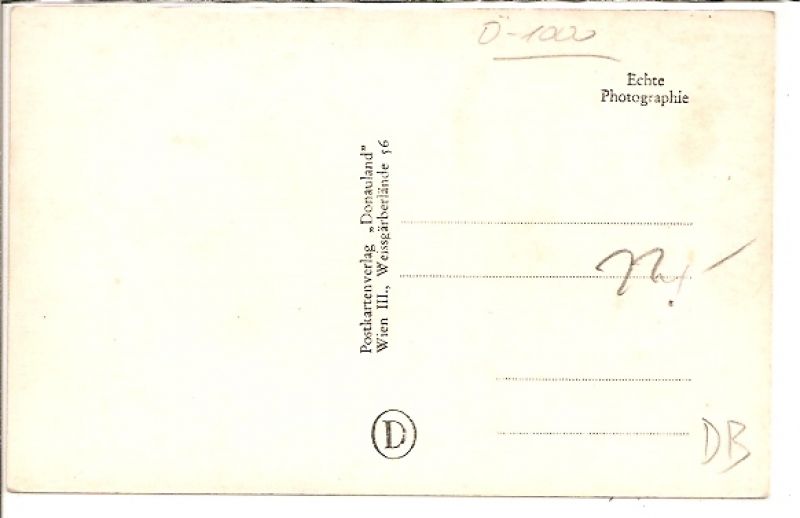 Ö-1000
Echte
Photographie
Postkartenverlag „Donauland”
Wien III., Weissgärberlände 56
D
DB